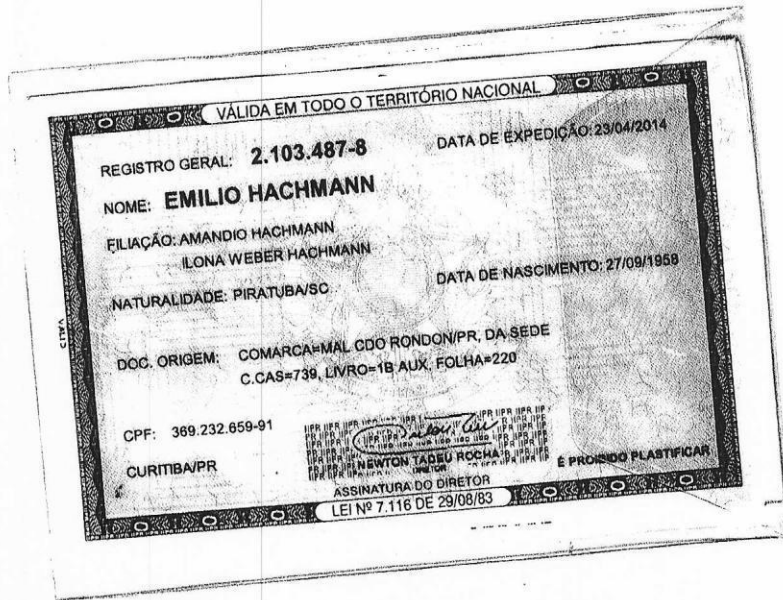 VÁLIDA EM TODO O TERRITÓRIO NACIONAL
REGISTRO GERAL: 2.103.487-8 DATA DE EXPEDIÇÃO: 23/04/2014
NOME: EMILIO HACHMANN
FILIAÇÃO: AMANDIO HACHMANN
ILONA WEBER HACHMANN
NATURALIDADE: PIRATUBA/SC DATA DE NASCIMENTO: 27/09/1958
DOC. ORIGEM: COMARCA=MAL CDO RONDON/PR, DA SEDE
C.CAS=739, LIVRO=1B AUX, FOLHA=220
CPF: 369.232.659-91
CURITIBA/PR
NEWTON TADEU ROCHA
DIRETOR
É PROIBIDO PLASTIFICAR
ASSINATURA DO DIRETOR
LEI Nº 7.116 DE 29/08/83